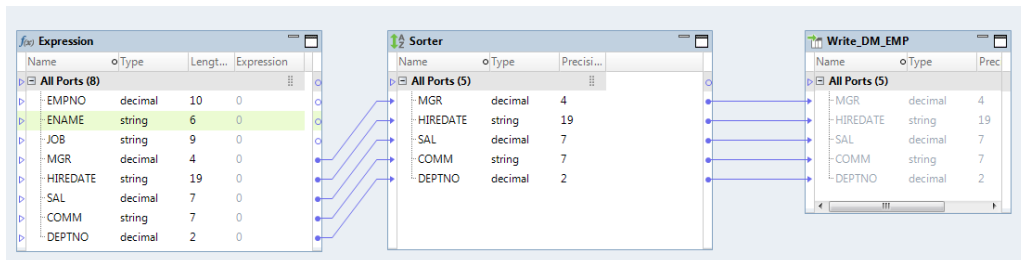 f(x) Expression
Name Type Lengt... Expression
All Ports (8)
EMPNO decimal 10 0
ENAME string 6 0
JOB string 9 0
MGR decimal 4 0
HIREDATE string 19 0
SAL decimal 7 0
COMM string 7 0
DEPTNO decimal 2 0
Sorter
Name Type Precisi...
All Ports (5)
MGR decimal 4
HIREDATE string 19
SAL decimal 7
COMM string 7
DEPTNO decimal 2
Write_DM_EMP
Name Type Prec
All Ports (5)
MGR decimal 4
HIREDATE string 19
SAL decimal 7
COMM string 7
DEPTNO decimal 2